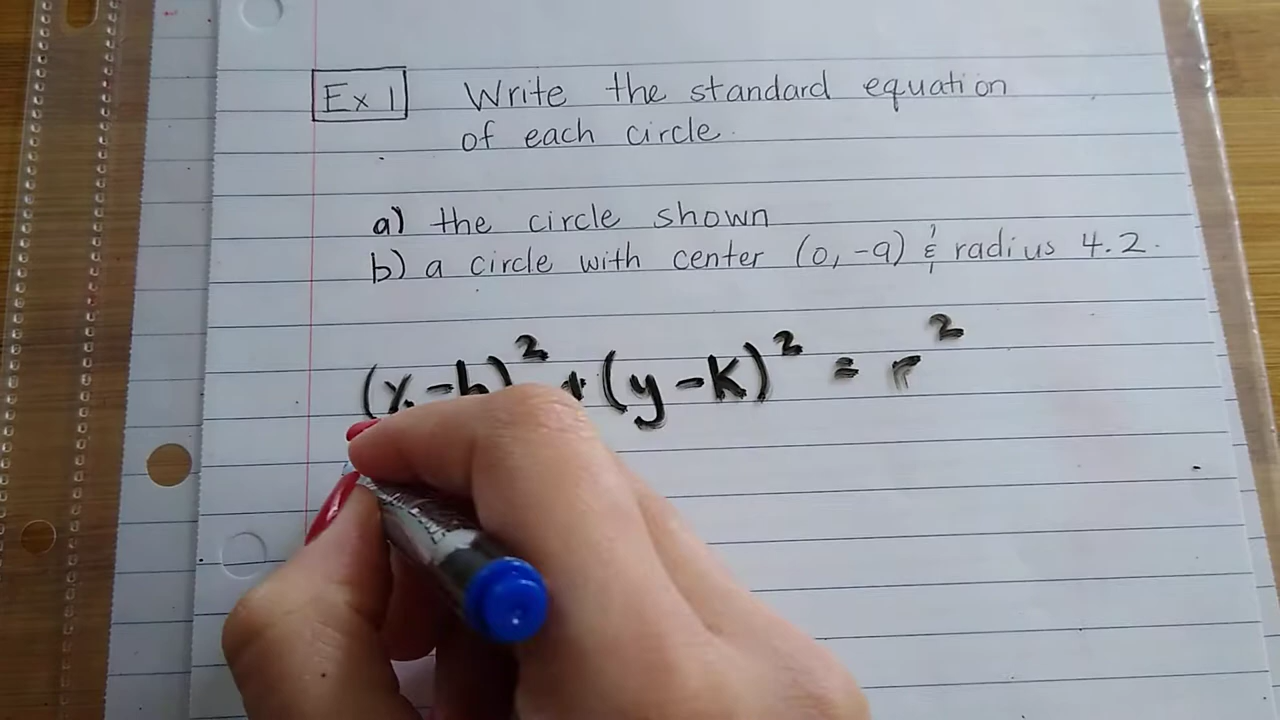 Ex 1 Write the standard equation
of each circle.
a) the circle shown
b) a circle with center (0, -9) & radius 4.2.
(x-h)² + (y-k)² = r²